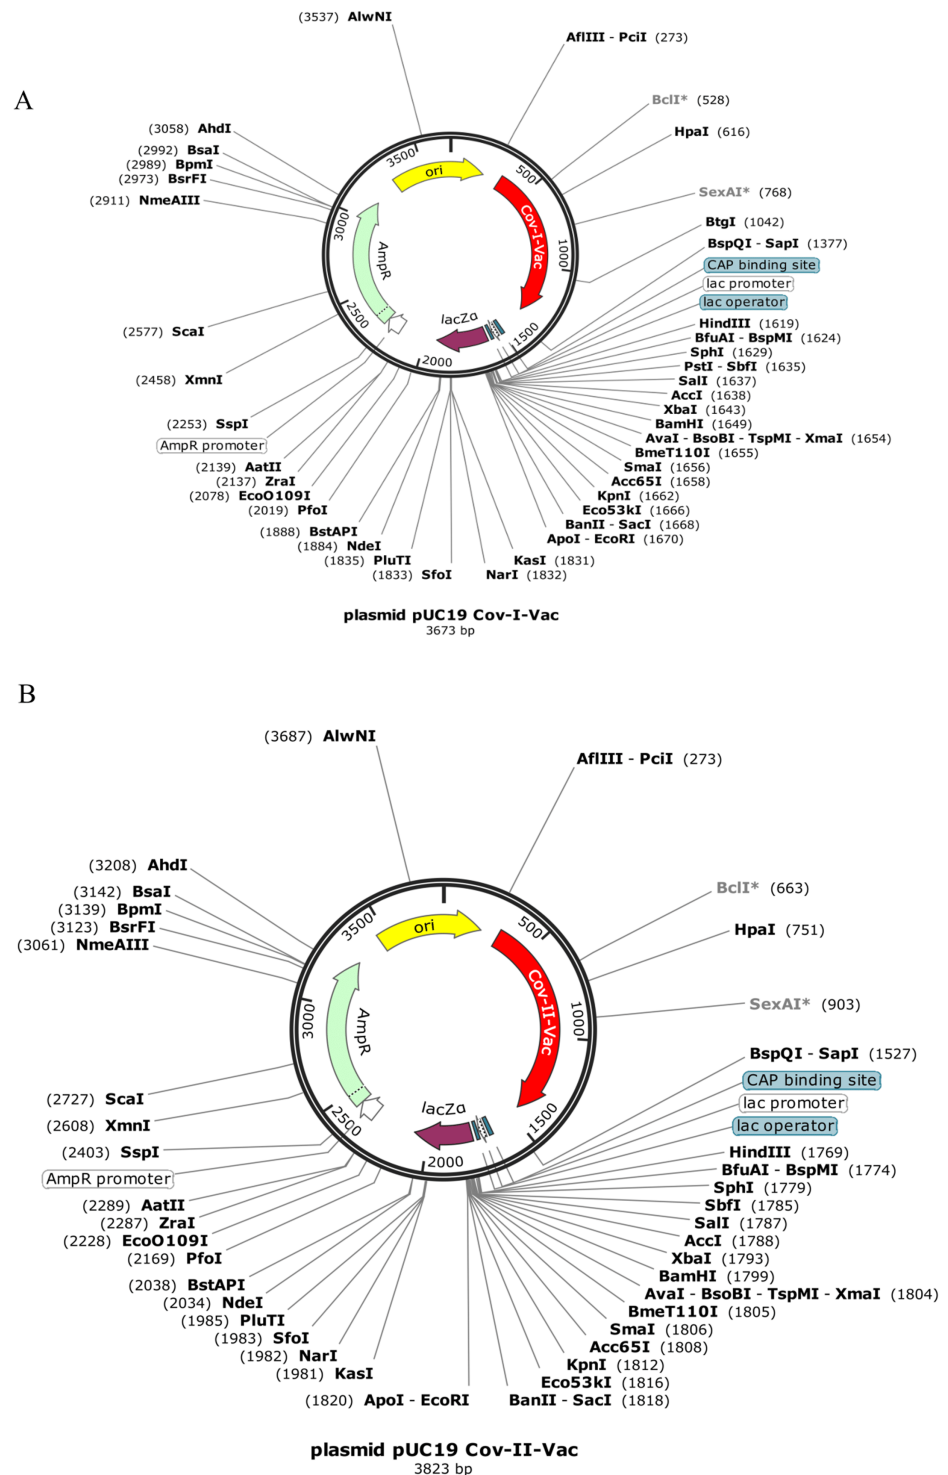 A
(3537) AlwNI
AflIII - PciI (273)
BclI* (528)
HpaI (616)
SexAI* (768)
BtgI (1042)
BspQI - SapI (1377)
CAP binding site
lac promoter
lac operator
HindIII (1619)
BfuAI - BspMI (1624)
SphI (1629)
PstI - SbfI (1635)
SalI (1637)
AccI (1638)
XbaI (1643)
BamHI (1649)
AvaI - BsoBI - TspMI - XmaI (1654)
BmeT110I (1655)
SmaI (1656)
Acc65I (1658)
KpnI (1662)
Eco53kI (1666)
BanII - SacI (1668)
ApoI - EcoRI (1670)
KasI (1831)
NarI (1832)
(3058) AhdI
(2992) BsaI
(2989) BpmI
(2973) BsrFI
(2911) NmeAIII
(2577) ScaI
(2458) XmnI
(2253) SspI
AmpR promoter
(2139) AatII
(2137) ZraI
(2078) EcoO109I
(2019) PfoI
(1888) BstAPI
(1884) NdeI
(1835) PluTI
(1833) SfoI
500
1000
1500
2000
2500
3000
3500
ori
Cov-I-Vac
lacZα
AmpR
plasmid pUC19 Cov-I-Vac
3673 bp
B
(3687) AlwNI
AflIII - PciI (273)
BclI* (663)
HpaI (751)
SexAI* (903)
BspQI - SapI (1527)
CAP binding site
lac promoter
lac operator
HindIII (1769)
BfuAI - BspMI (1774)
SphI (1779)
SbfI (1785)
SalI (1787)
AccI (1788)
XbaI (1793)
BamHI (1799)
AvaI - BsoBI - TspMI - XmaI (1804)
BmeT110I (1805)
SmaI (1806)
Acc65I (1808)
KpnI (1812)
Eco53kI (1816)
BanII - SacI (1818)
(3208) AhdI
(3142) BsaI
(3139) BpmI
(3123) BsrFI
(3061) NmeAIII
(2727) ScaI
(2608) XmnI
(2403) SspI
AmpR promoter
(2289) AatII
(2287) ZraI
(2228) EcoO109I
(2169) PfoI
(2038) BstAPI
(2034) NdeI
(1985) PluTI
(1983) SfoI
(1982) NarI
(1981) KasI
(1820) ApoI - EcoRI
500
1000
1500
2000
2500
3000
3500
ori
Cov-II-Vac
lacZα
AmpR
plasmid pUC19 Cov-II-Vac
3823 bp